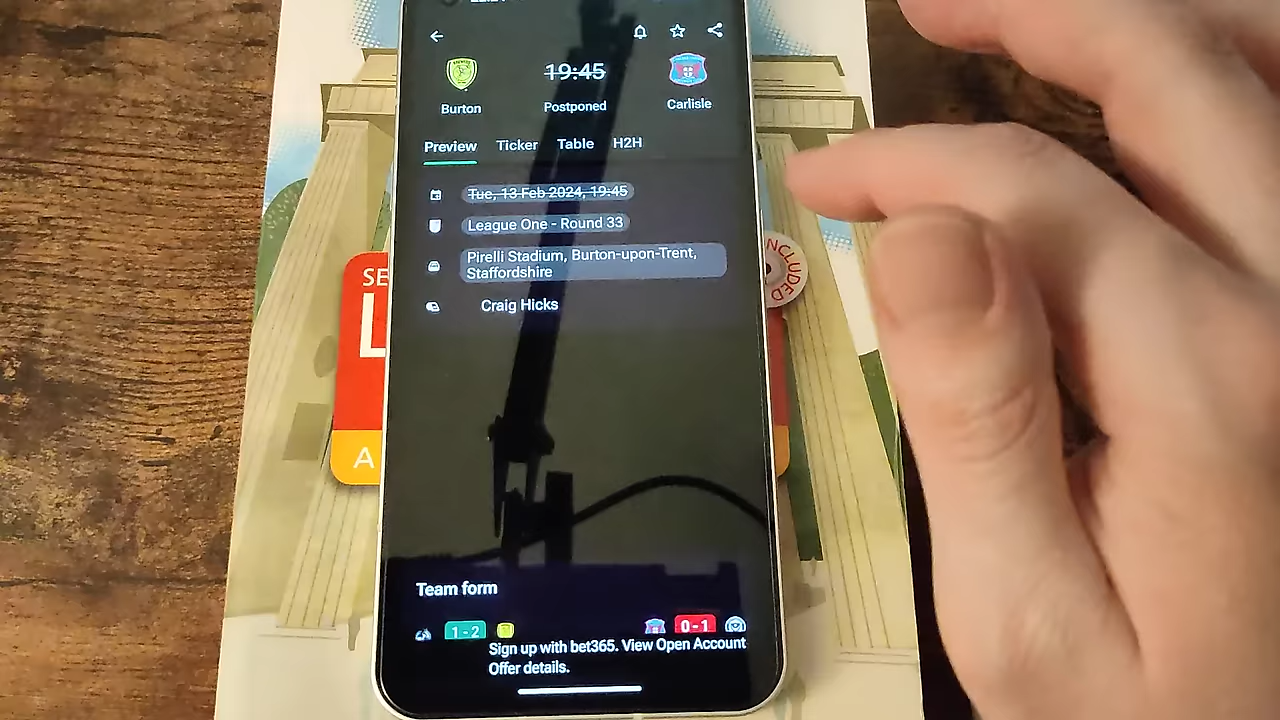 19:45
Burton
Postponed
Carlisle
Preview Ticker Table H2H
Tue, 13 Feb 2024, 19:45
League One - Round 33
Pirelli Stadium, Burton-upon-Trent,
Staffordshire
Craig Hicks
INCLUDED
SE
L
A
Team form
1 - 2
0 - 1
Sign up with bet365. View Open Account
Offer details.